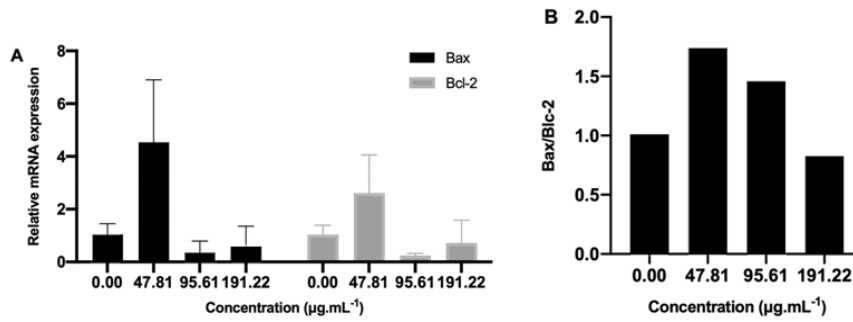 A
Relative mRNA expression
8
6
4
2
0
Bax
Bcl-2
0.00 47.81 95.61 191.22 0.00 47.81 95.61 191.22
Concentration (µg.mL⁻¹)
B
Bax/Blc-2
2.0
1.5
1.0
0.5
0.0
0.00 47.81 95.61 191.22
Concentration (µg.mL⁻¹)